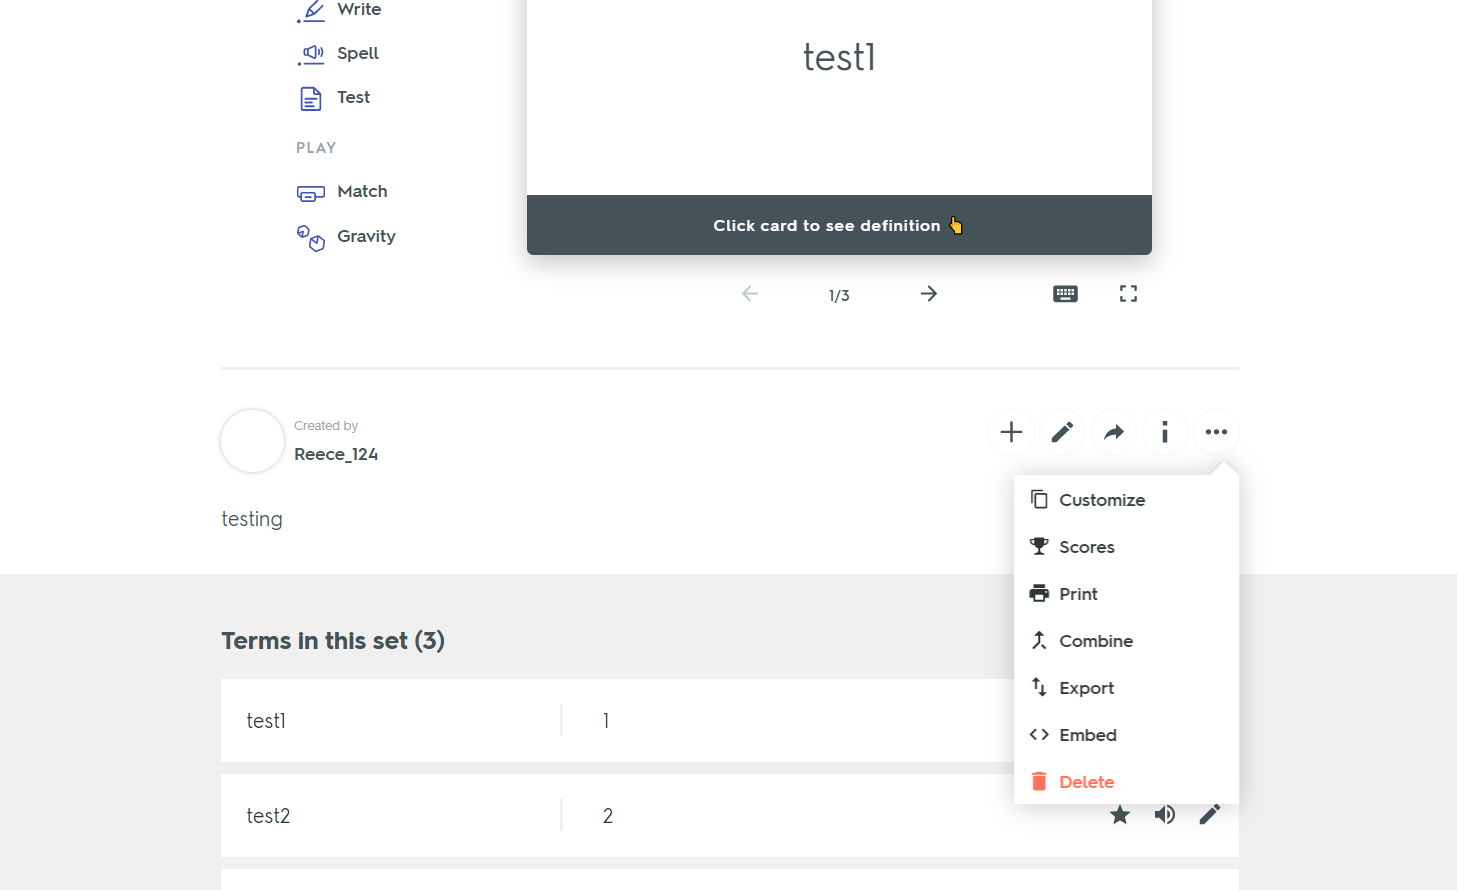 Write
Spell
Test
PLAY
Match
Gravity
test1
Click card to see definition
1/3
Created by
Reece_124
testing
Customize
Scores
Print
Combine
Export
Embed
Delete
Terms in this set (3)
test1 1
test2 2